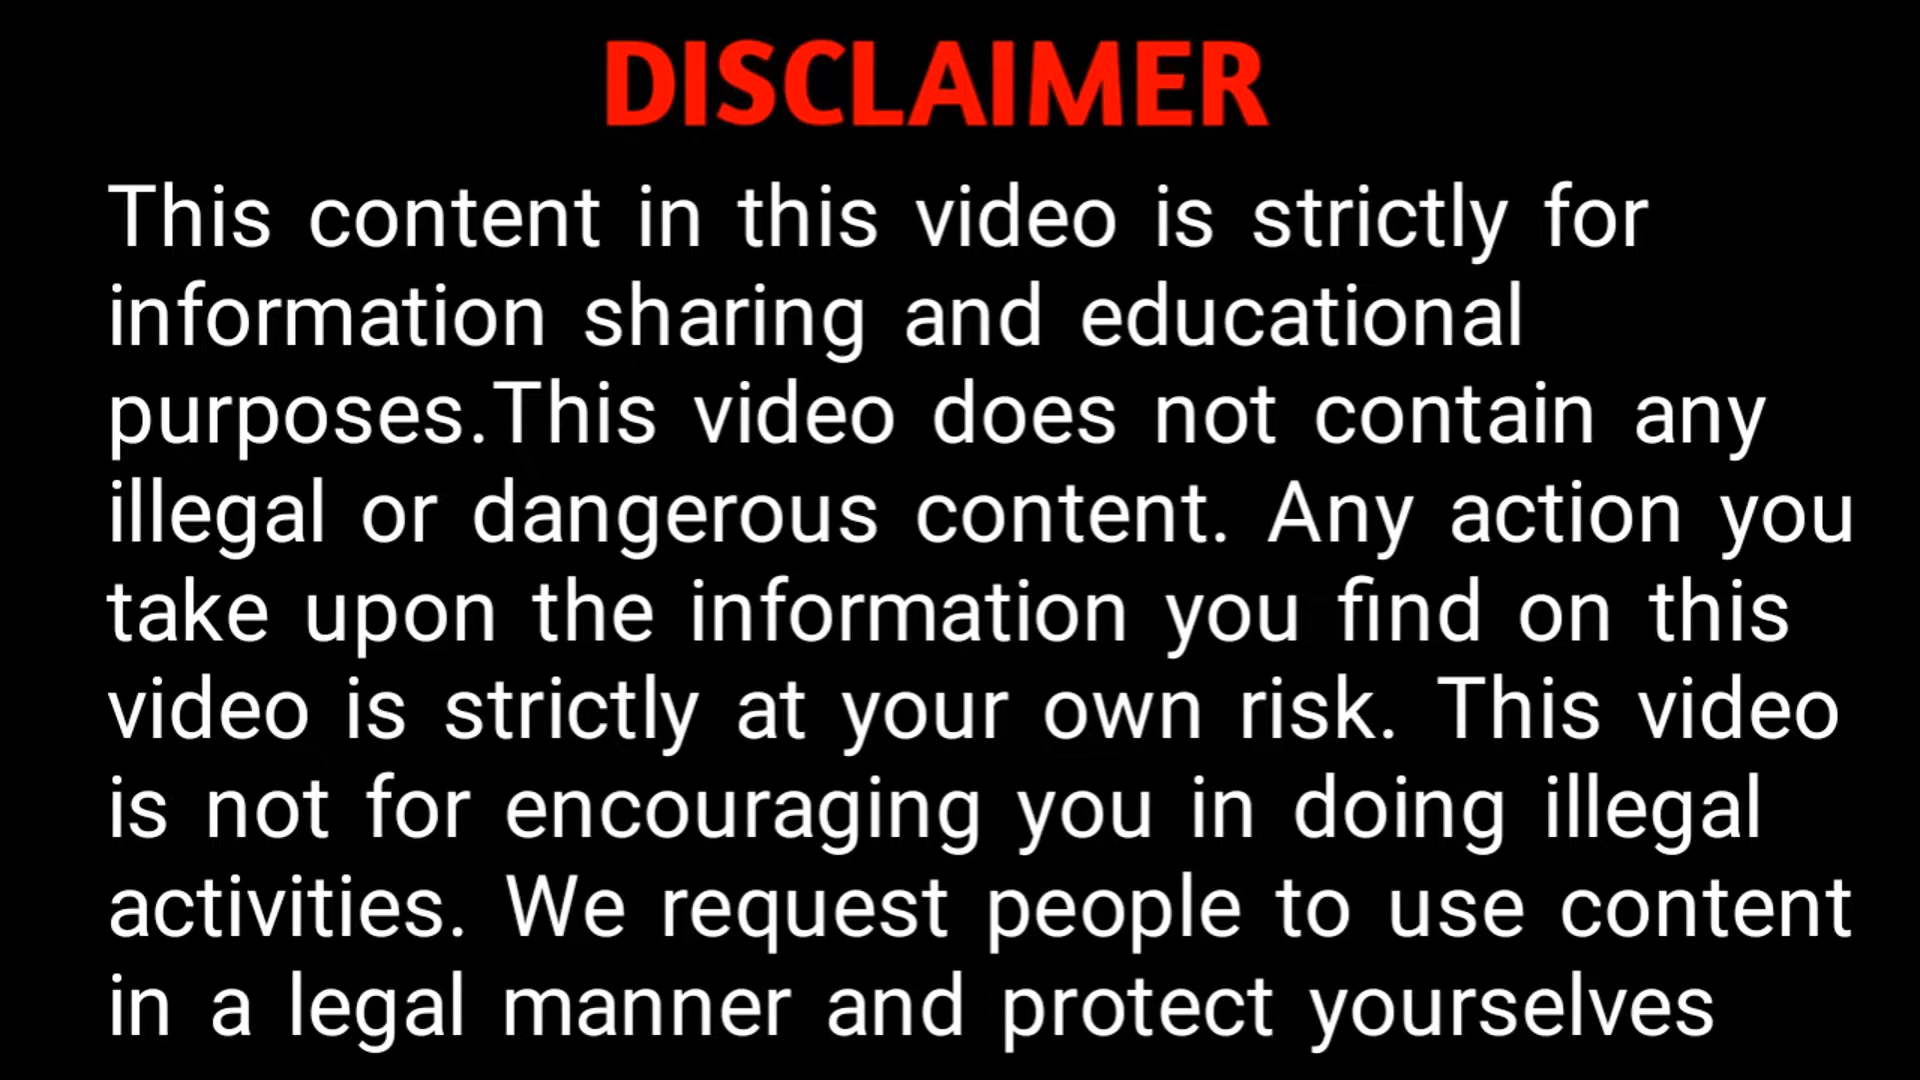 DISCLAIMER
This content in this video is strictly for
information sharing and educational
purposes.This video does not contain any
illegal or dangerous content. Any action you
take upon the information you find on this
video is strictly at your own risk. This video
is not for encouraging you in doing illegal
activities. We request people to use content
in a legal manner and protect yourselves